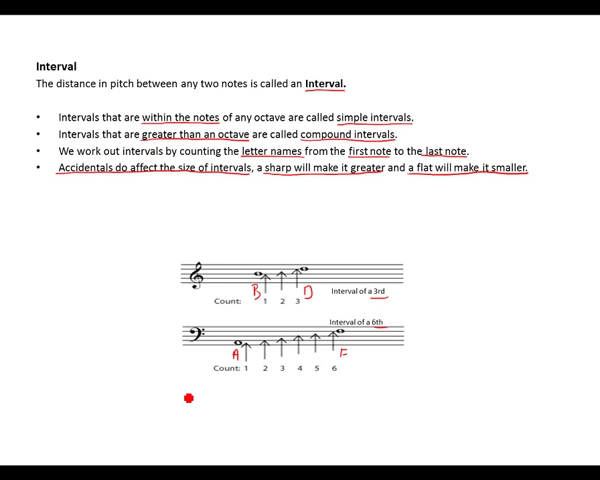 Interval
The distance in pitch between any two notes is called an Interval.
• Intervals that are within the notes of any octave are called simple intervals.
• Intervals that are greater than an octave are called compound intervals.
• We work out intervals by counting the letter names from the first note to the last note.
• Accidentals do affect the size of intervals, a sharp will make it greater and a flat will make it smaller.
B D Interval of a 3rd
Count: 1 2 3
Interval of a 6th
A F
Count: 1 2 3 4 5 6